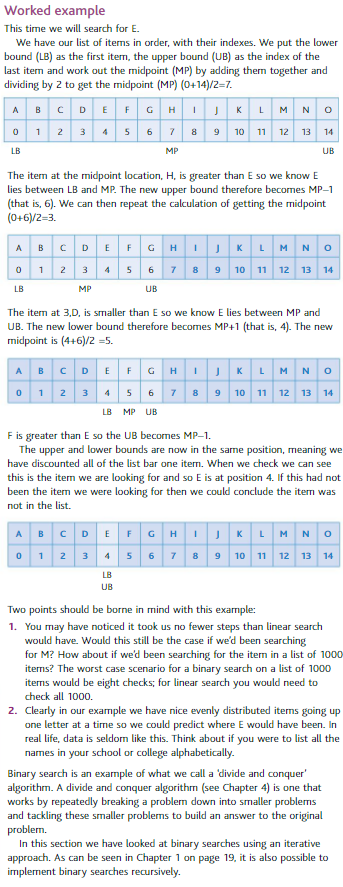 Worked example
This time we will search for E.
We have our list of items in order, with their indexes. We put the lower
bound (LB) as the first item, the upper bound (UB) as the index of the
last item and work out the midpoint (MP) by adding them together and
dividing by 2 to get the midpoint (MP) (0+14)/2=7.
A B C D E F G H I J K L M N O
0 1 2 3 4 5 6 7 8 9 10 11 12 13 14
LB MP UB
The item at the midpoint location, H, is greater than E so we know E
lies between LB and MP. The new upper bound therefore becomes MP–1
(that is, 6). We can then repeat the calculation of getting the midpoint
(0+6)/2=3.
A B C D E F G H I J K L M N O
0 1 2 3 4 5 6 7 8 9 10 11 12 13 14
LB MP UB
The item at 3,D, is smaller than E so we know E lies between MP and
UB. The new lower bound therefore becomes MP+1 (that is, 4). The new
midpoint is (4+6)/2 =5.
A B C D E F G H I J K L M N O
0 1 2 3 4 5 6 7 8 9 10 11 12 13 14
LB MP UB
F is greater than E so the UB becomes MP–1.
The upper and lower bounds are now in the same position, meaning we
have discounted all of the list bar one item. When we check we can see
this is the item we are looking for and so E is at position 4. If this had not
been the item we were looking for then we could conclude the item was
not in the list.
A B C D E F G H I J K L M N O
0 1 2 3 4 5 6 7 8 9 10 11 12 13 14
LB
UB
Two points should be borne in mind with this example:
1. You may have noticed it took us no fewer steps than linear search
would have. Would this still be the case if we'd been searching
for M? How about if we'd been searching for the item in a list of 1000
items? The worst case scenario for a binary search on a list of 1000
items would be eight checks; for linear search you would need to
check all 1000.
2. Clearly in our example we have nice evenly distributed items going up
one letter at a time so we could predict where E would have been. In
real life, data is seldom like this. Think about if you were to list all the
names in your school or college alphabetically.
Binary search is an example of what we call a 'divide and conquer'
algorithm. A divide and conquer algorithm (see Chapter 4) is one that
works by repeatedly breaking a problem down into smaller problems
and tackling these smaller problems to build an answer to the original
problem.
In this section we have looked at binary searches using an iterative
approach. As can be seen in Chapter 1 on page 19, it is also possible to
implement binary searches recursively.